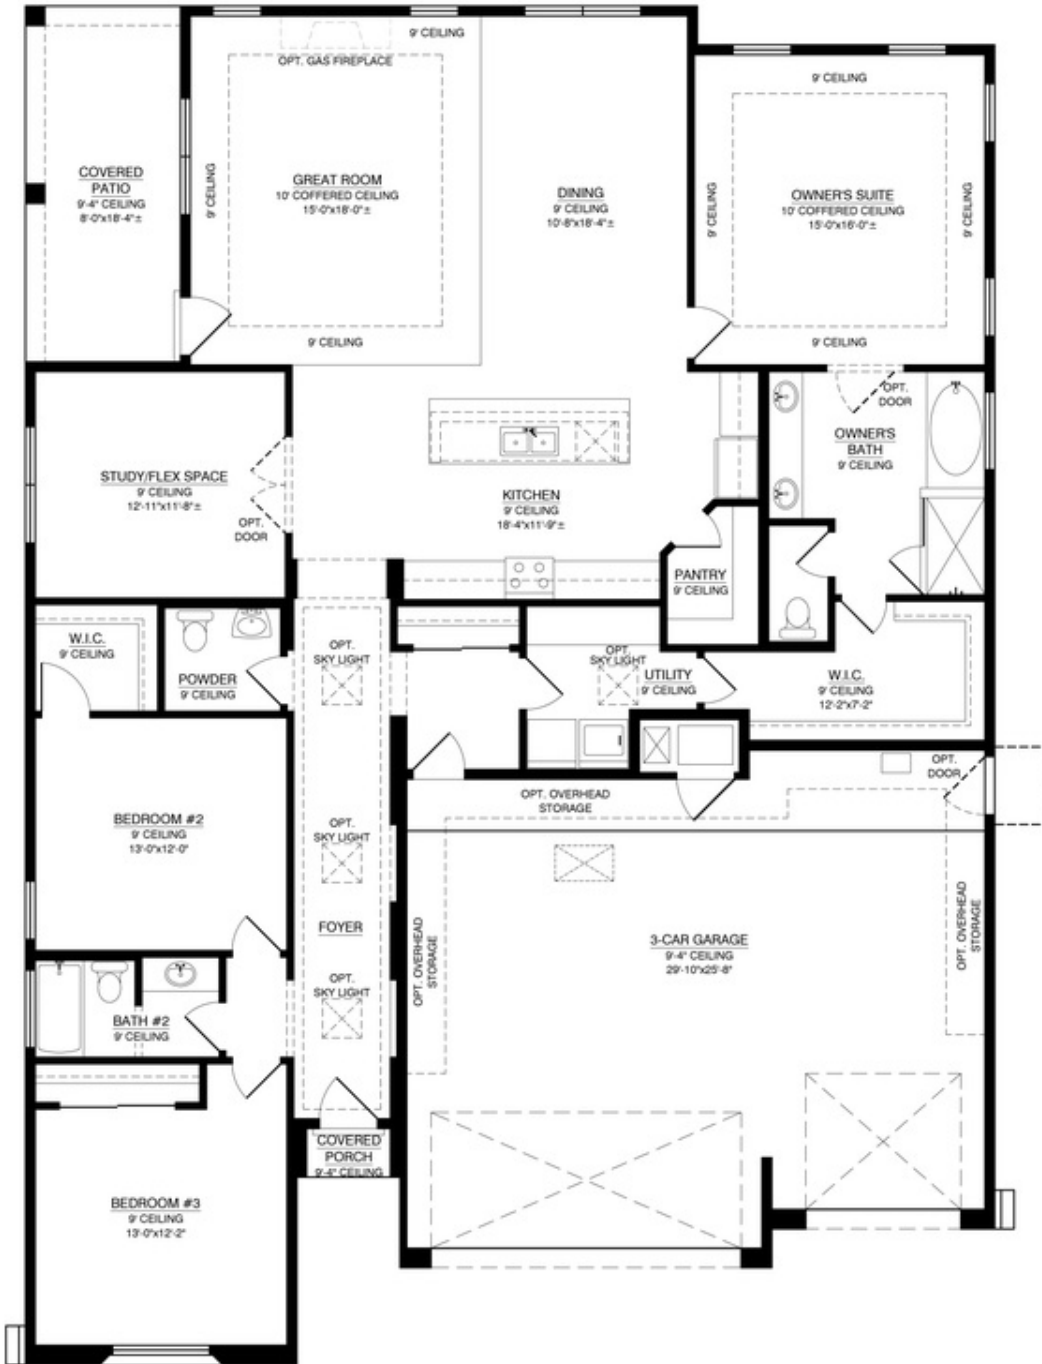 9' CEILING
OPT. GAS FIREPLACE
COVERED
PATIO
9'-4" CEILING
8'-0"x18'-4"±
9' CEILING
GREAT ROOM
10' COFFERED CEILING
15'-0"x18'-0"±
9' CEILING
DINING
9' CEILING
10'-8"x18'-4"±
9' CEILING
9' CEILING
OWNER'S SUITE
10' COFFERED CEILING
15'-0"x16'-0"±
9' CEILING
9' CEILING
OPT.
DOOR
OWNER'S
BATH
9' CEILING
STUDY/FLEX SPACE
9' CEILING
12'-11"x11'-8"±
OPT.
DOOR
KITCHEN
9' CEILING
18'-4"x11'-9"±
PANTRY
9' CEILING
W.I.C.
9' CEILING
POWDER
9' CEILING
OPT.
SKY LIGHT
OPT.
SKY LIGHT
UTILITY
9' CEILING
W.I.C.
9' CEILING
12'-2"x7'-2"
OPT.
DOOR
OPT. OVERHEAD
STORAGE
BEDROOM #2
9' CEILING
13'-0"x12'-0"
OPT.
SKY LIGHT
FOYER
OPT.
SKY LIGHT
OPT. OVERHEAD
STORAGE
3-CAR GARAGE
9'-4" CEILING
29'-10"x25'-8"
OPT. OVERHEAD
STORAGE
BATH #2
9' CEILING
COVERED
PORCH
9'-4" CEILING
BEDROOM #3
9' CEILING
13'-0"x12'-2"